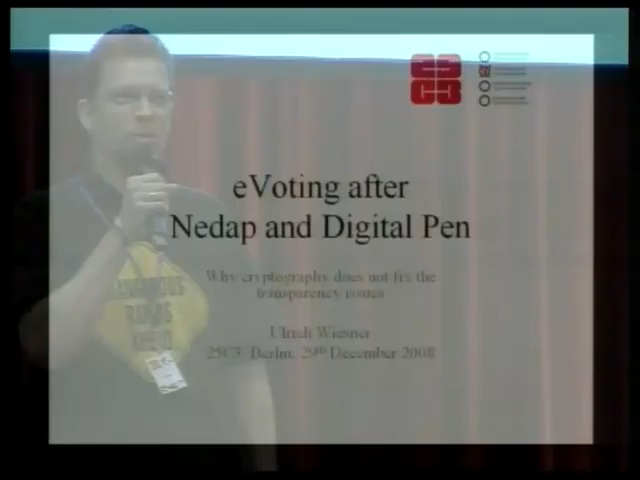 eVoting after
Nedap and Digital Pen
Why cryptography does not fix the
transparency issues
Ulrich Wiesner
25C3, Berlin, 29th December 2008